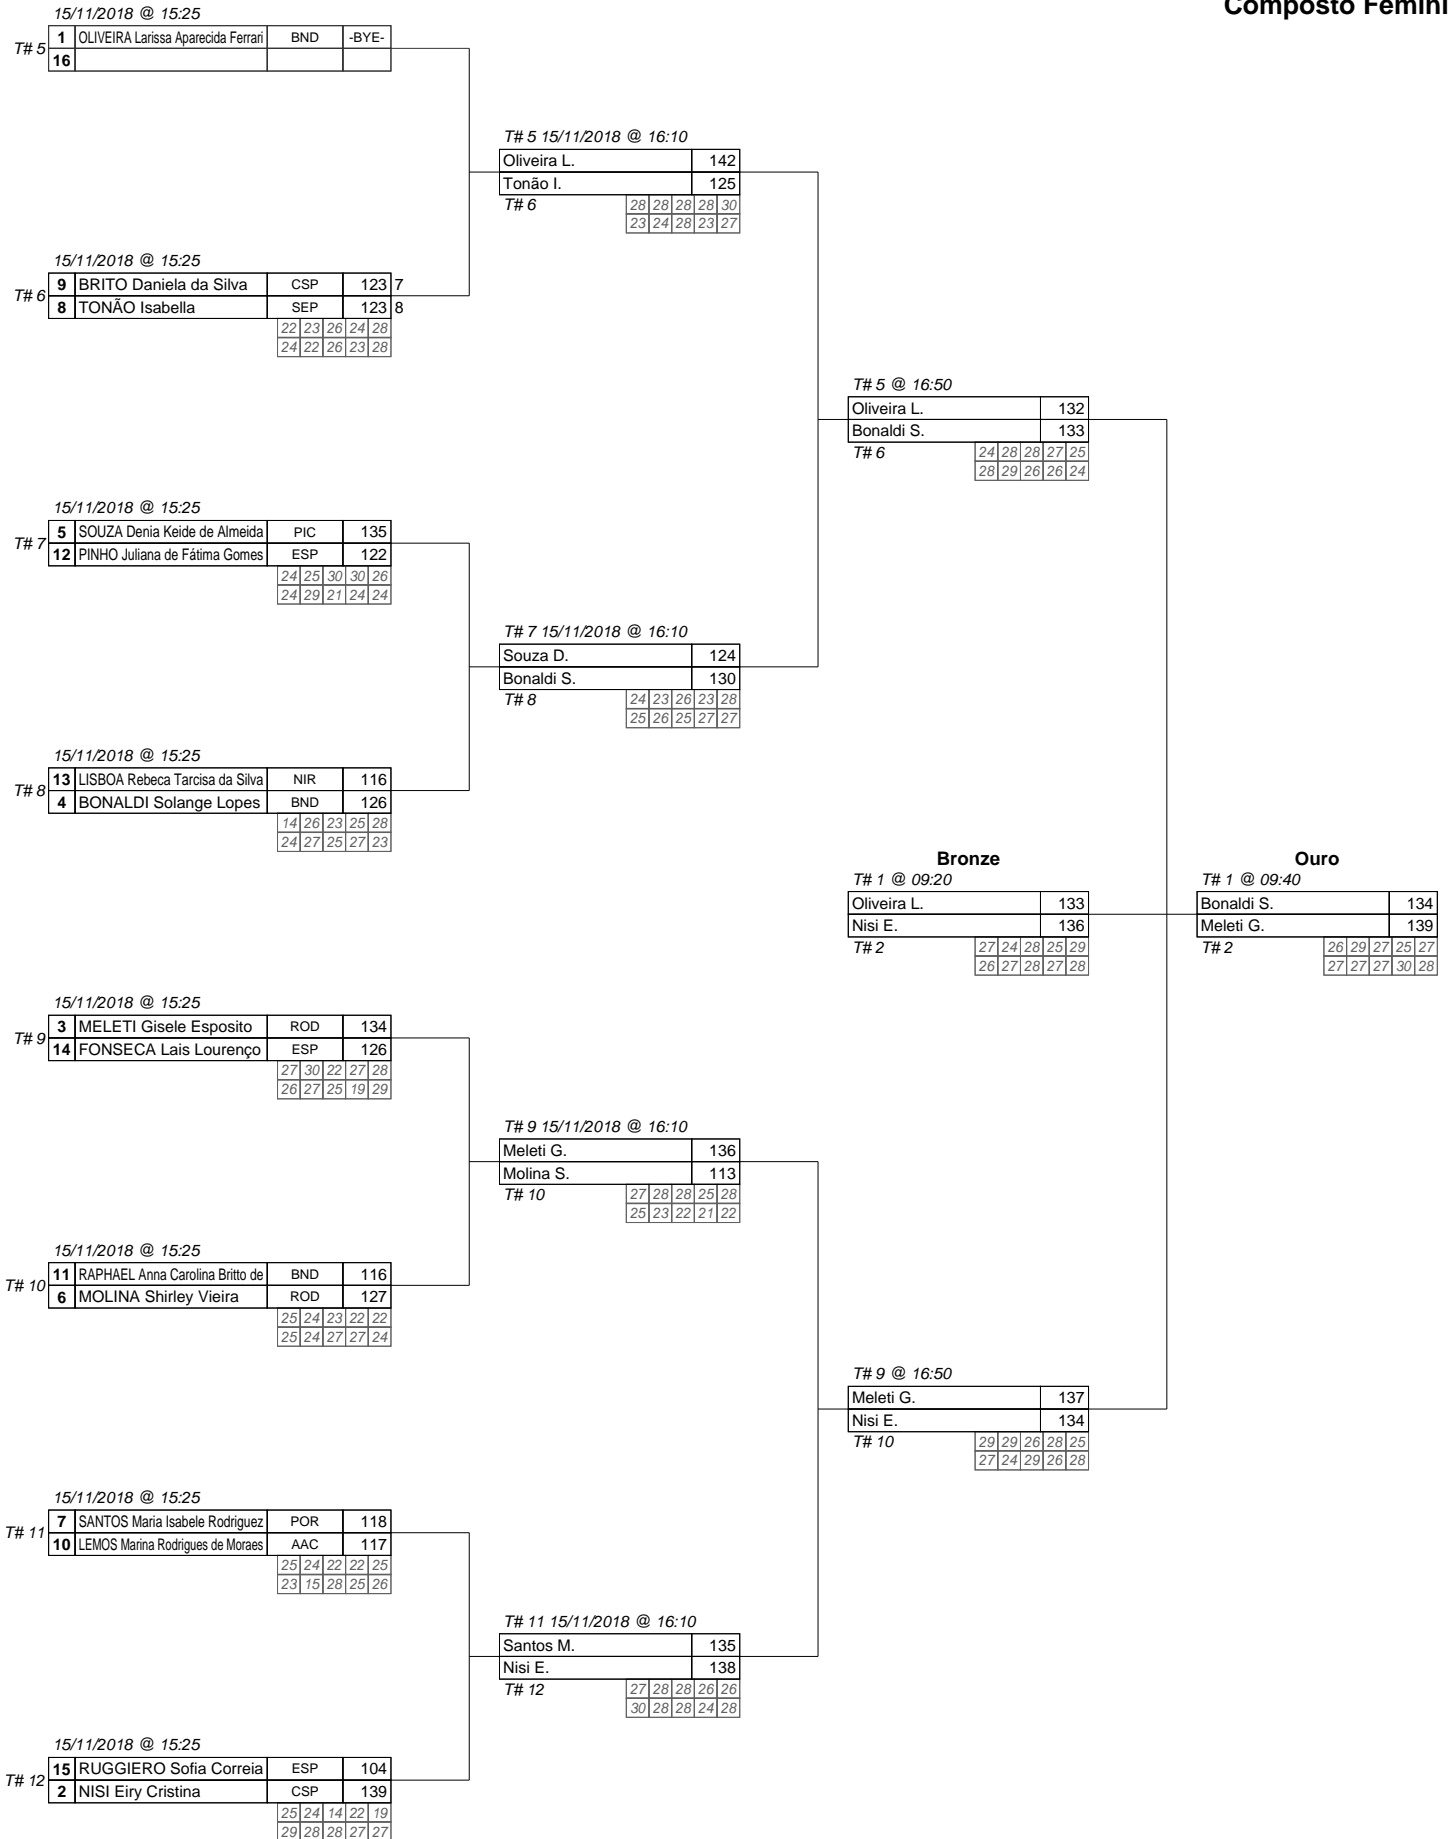 Composto Femini
15/11/2018 @ 15:25
T# 5
1 OLIVEIRA Larissa Aparecida Ferrari BND -BYE-
16
T# 5 15/11/2018 @ 16:10
Oliveira L. 142
Tonão I. 125
T# 6 28 28 28 28 30
23 24 28 23 27
15/11/2018 @ 15:25
T# 6
9 BRITO Daniela da Silva CSP 123 7
8 TONÃO Isabella SEP 123 8
22 23 26 24 28
24 22 26 23 28
T# 5 @ 16:50
Oliveira L. 132
Bonaldi S. 133
T# 6 24 28 28 27 25
28 29 26 26 24
15/11/2018 @ 15:25
T# 7
5 SOUZA Denia Keide de Almeida PIC 135
12 PINHO Juliana de Fátima Gomes ESP 122
24 25 30 30 26
24 29 21 24 24
T# 7 15/11/2018 @ 16:10
Souza D. 124
Bonaldi S. 130
T# 8 24 23 26 23 28
25 26 25 27 27
15/11/2018 @ 15:25
T# 8
13 LISBOA Rebeca Tarcisa da Silva NIR 116
4 BONALDI Solange Lopes BND 126
14 26 23 25 28
24 27 25 27 23
Bronze
T# 1 @ 09:20
Oliveira L. 133
Nisi E. 136
T# 2 27 24 28 25 29
26 27 28 27 28
Ouro
T# 1 @ 09:40
Bonaldi S. 134
Meleti G. 139
T# 2 26 29 27 25 27
27 27 27 30 28
15/11/2018 @ 15:25
T# 9
3 MELETI Gisele Esposito ROD 134
14 FONSECA Lais Lourenço ESP 126
27 30 22 27 28
26 27 25 19 29
T# 9 15/11/2018 @ 16:10
Meleti G. 136
Molina S. 113
T# 10 27 28 28 25 28
25 23 22 21 22
15/11/2018 @ 15:25
T# 10
11 RAPHAEL Anna Carolina Britto de BND 116
6 MOLINA Shirley Vieira ROD 127
25 24 23 22 22
25 24 27 27 24
T# 9 @ 16:50
Meleti G. 137
Nisi E. 134
T# 10 29 29 26 28 25
27 24 29 26 28
15/11/2018 @ 15:25
T# 11
7 SANTOS Maria Isabele Rodriguez POR 118
10 LEMOS Marina Rodrigues de Moraes AAC 117
25 24 22 22 25
23 15 28 25 26
T# 11 15/11/2018 @ 16:10
Santos M. 135
Nisi E. 138
T# 12 27 28 28 26 26
30 28 28 24 28
15/11/2018 @ 15:25
T# 12
15 RUGGIERO Sofia Correia ESP 104
2 NISI Eiry Cristina CSP 139
25 24 14 22 19
29 28 28 27 27